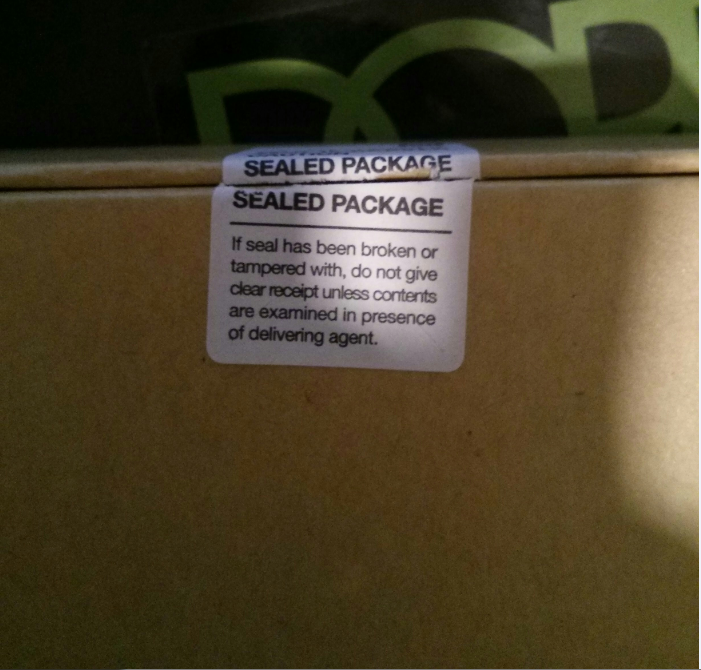 SEALED PACKAGE
SEALED PACKAGE
If seal has been broken or
tampered with, do not give
clear receipt unless contents
are examined in presence
of delivering agent.